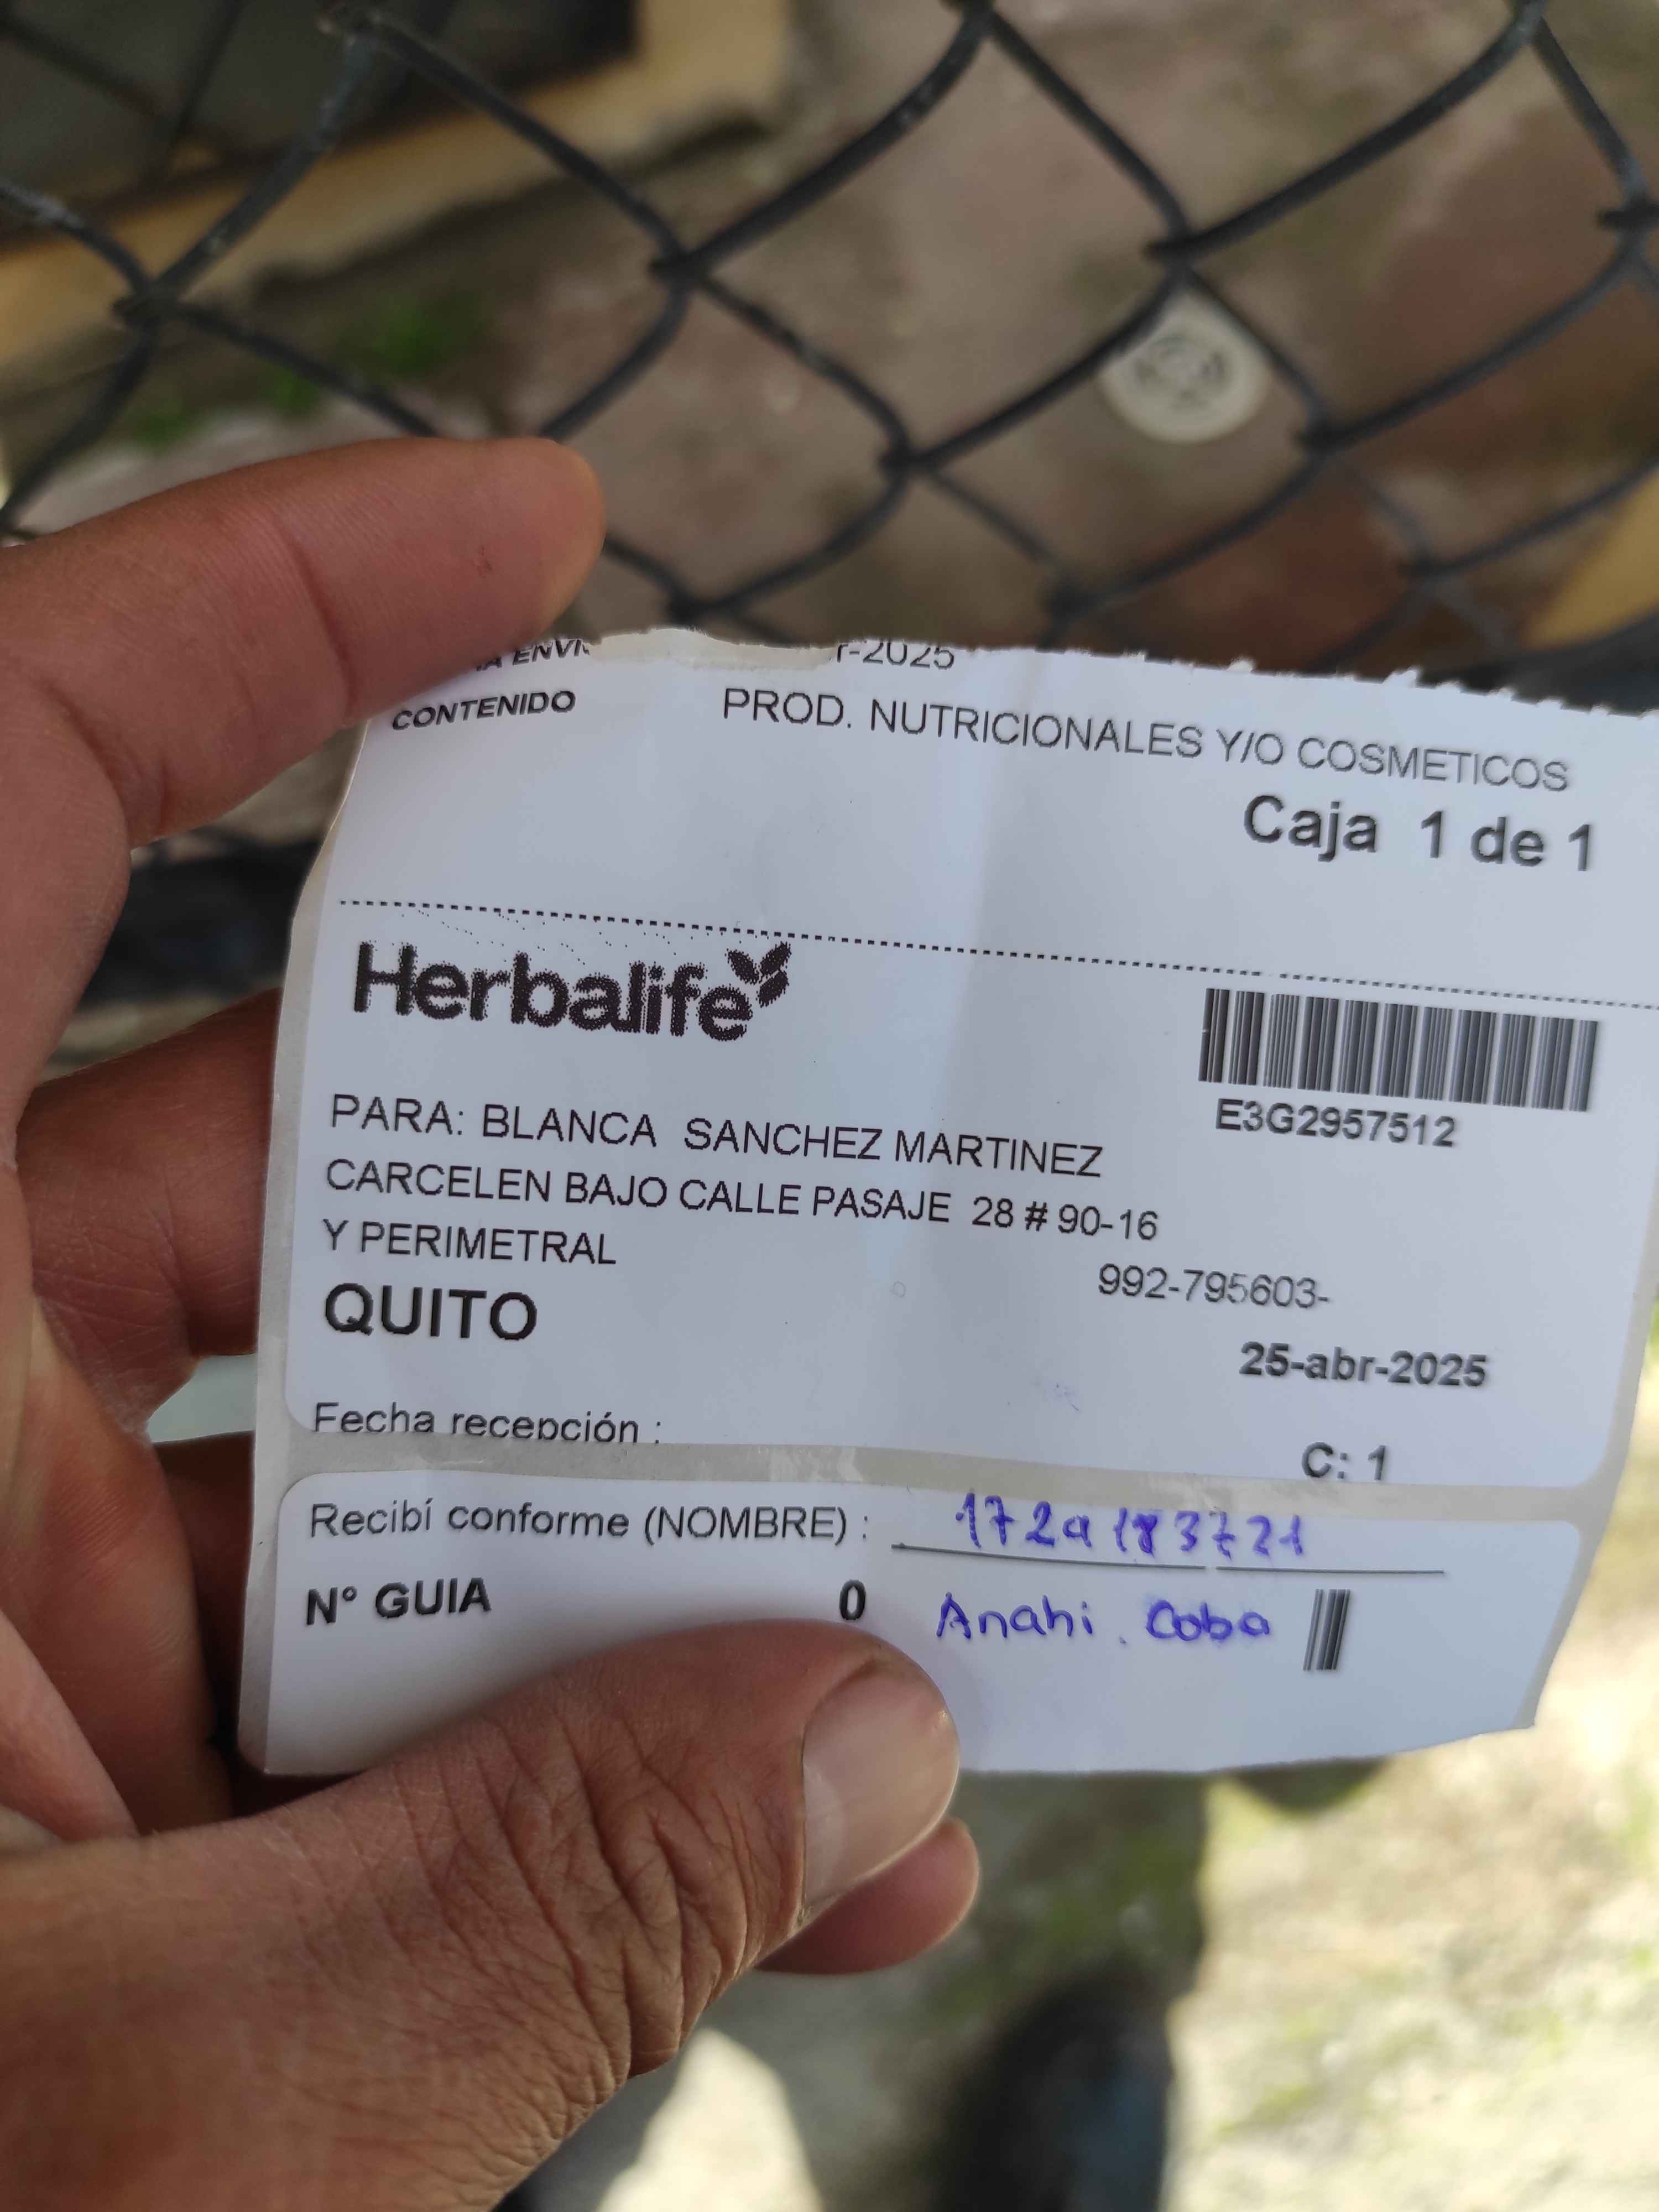 CONTENIDO PROD. NUTRICIONALES Y/O COSMETICOS
Caja 1 de 1
Herbalife
E3G2957512
PARA: BLANCA SANCHEZ MARTINEZ
CARCELEN BAJO CALLE PASAJE 28 # 90-16
Y PERIMETRAL
992-795603-
QUITO
25-abr-2025
Fecha recepción :
C: 1
Recibí conforme (NOMBRE) :
N° GUIA 0 Anahi. Coba